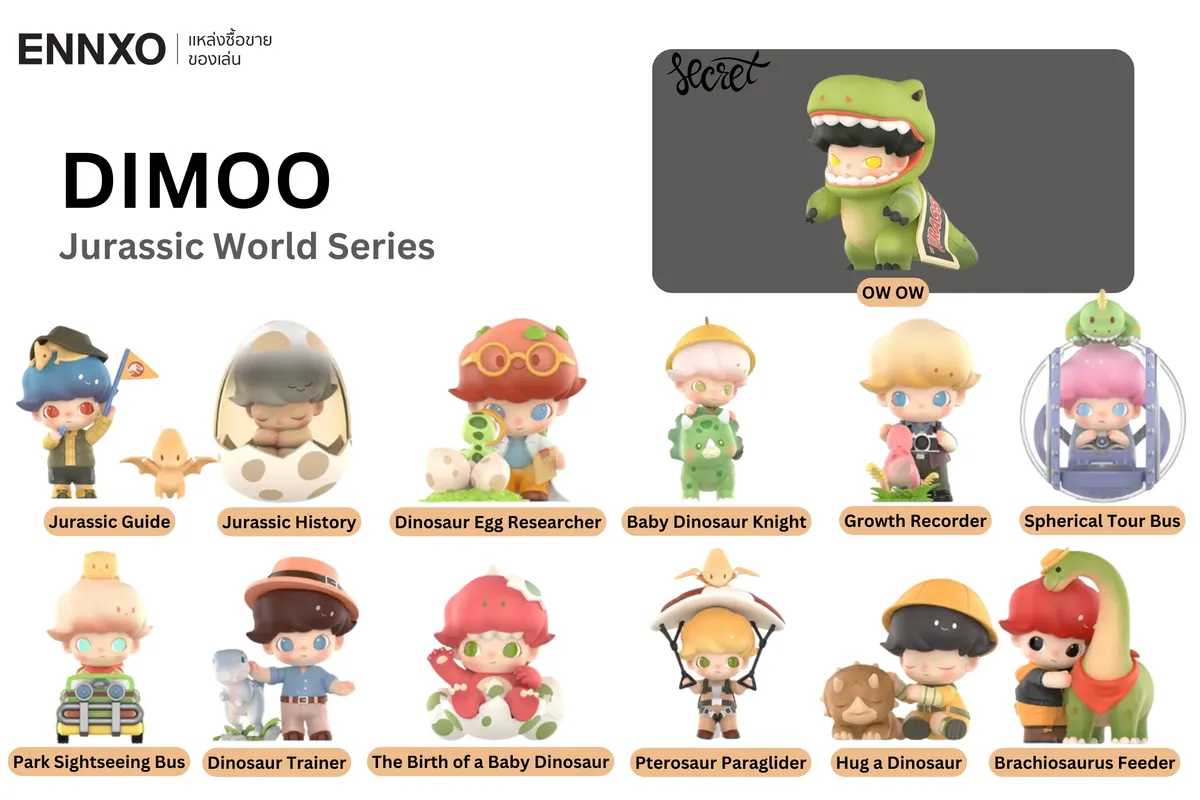 ENNXO
แหล่งซื้อขาย
ของเล่น
secret
DIMOO
Jurassic World Series
OW OW
Jurassic Guide
Jurassic History
Dinosaur Egg Researcher
Baby Dinosaur Knight
Growth Recorder
Spherical Tour Bus
Park Sightseeing Bus
Dinosaur Trainer
The Birth of a Baby Dinosaur
Pterosaur Paraglider
Hug a Dinosaur
Brachiosaurus Feeder